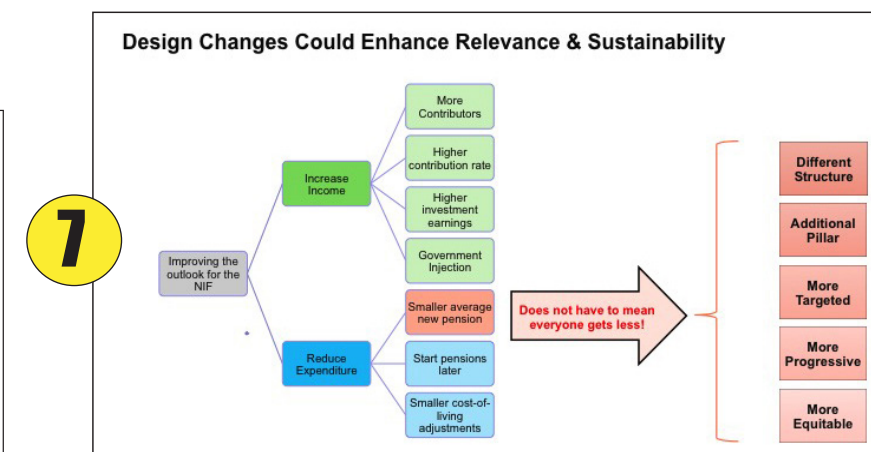 Design Changes Could Enhance Relevance & Sustainability
7
Improving the
outlook for the
NIF
Increase
Income
More
Contributors
Higher
contribution rate
Higher
investment
earnings
Government
Injection
Reduce
Expenditure
Smaller average
new pension
Start pensions
later
Smaller cost-of-
living
adjustments
Does not have to mean
everyone gets less!
Different
Structure
Additional
Pillar
More
Targeted
More
Progressive
More
Equitable